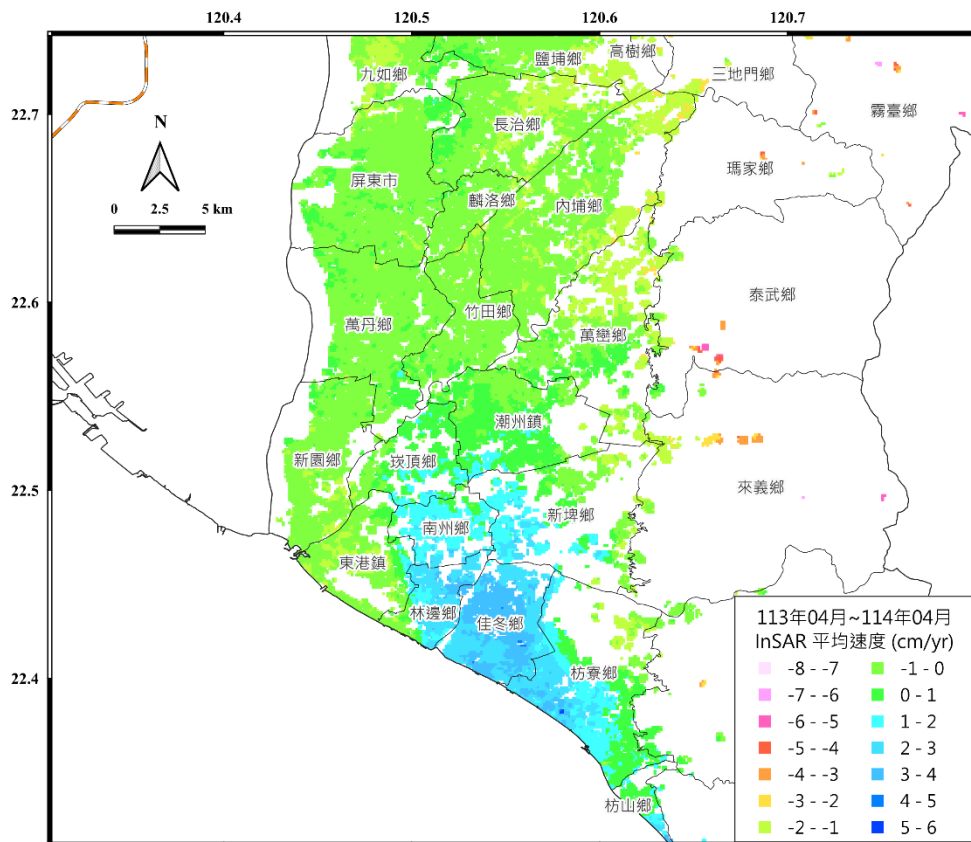 120.4 120.5 120.6 120.7
高樹鄉
鹽埔鄉
九如鄉 三地門鄉
霧臺鄉
22.7
長治鄉
N
瑪家鄉
屏東市
麟洛鄉 內埔鄉
0 2.5 5 km
22.6
泰武鄉
竹田鄉
萬丹鄉
萬巒鄉
潮州鎮
新園鄉 崁頂鄉
22.5
來義鄉
新埤鄉
南州鄉
東港鎮
林邊鄉
佳冬鄉
枋寮鄉
22.4
枋山鄉
113年04月~114年04月
InSAR 平均速度 (cm/yr)
-8 - -7 -1 - 0
-7 - -6 0 - 1
-6 - -5 1 - 2
-5 - -4 2 - 3
-4 - -3 3 - 4
-3 - -2 4 - 5
-2 - -1 5 - 6